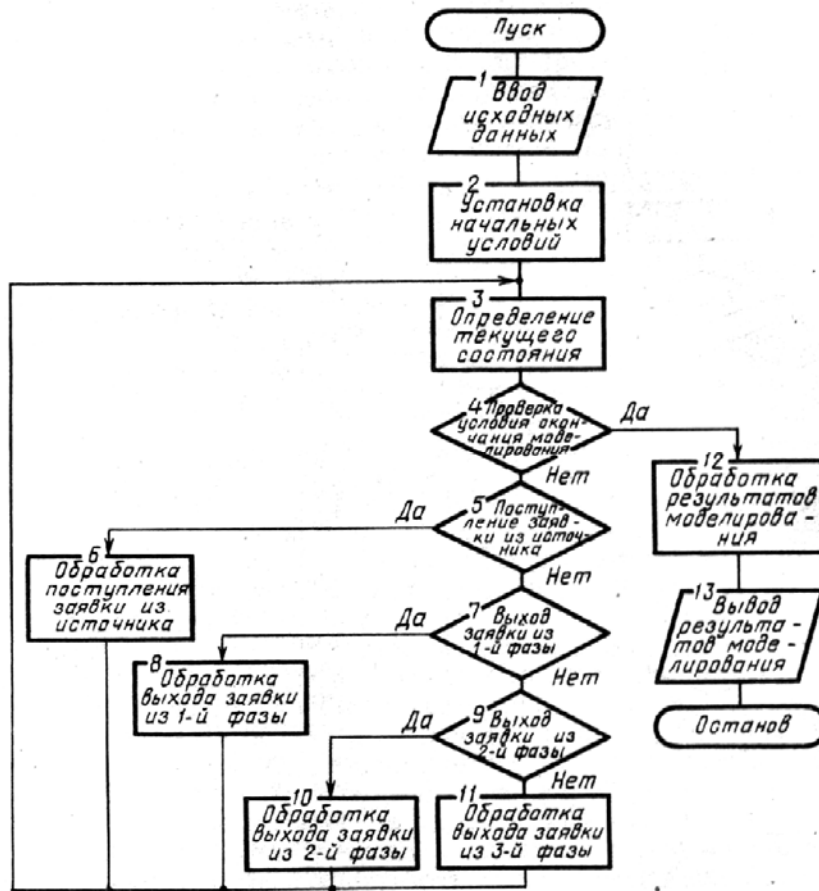 Пуск
1
Ввод
исходных
данных
2
Установка
начальных
условий
3
Определение
текущего
состояния
4 Проверка
условия окон-
чания моде-
лирования
Да
Нет
12
Обработка
результатов
моделирова-
ния
5 Поступ-
ление заяв-
ки из источ-
ника
Да
Нет
6
Обработка
поступления
заявки из
источника
13
Вывод
результа-
тов моде-
лирования
7
Выход
заявки из
1-й фазы
Да
Нет
8
Обработка
выхода заявки
из 1-й фазы
Останов
9 Выход
заявки из
2-й фазы
Да
Нет
10
Обработка
выхода заявки
из 2-й фазы
11
Обработка
выхода заявки
из 3-й фазы